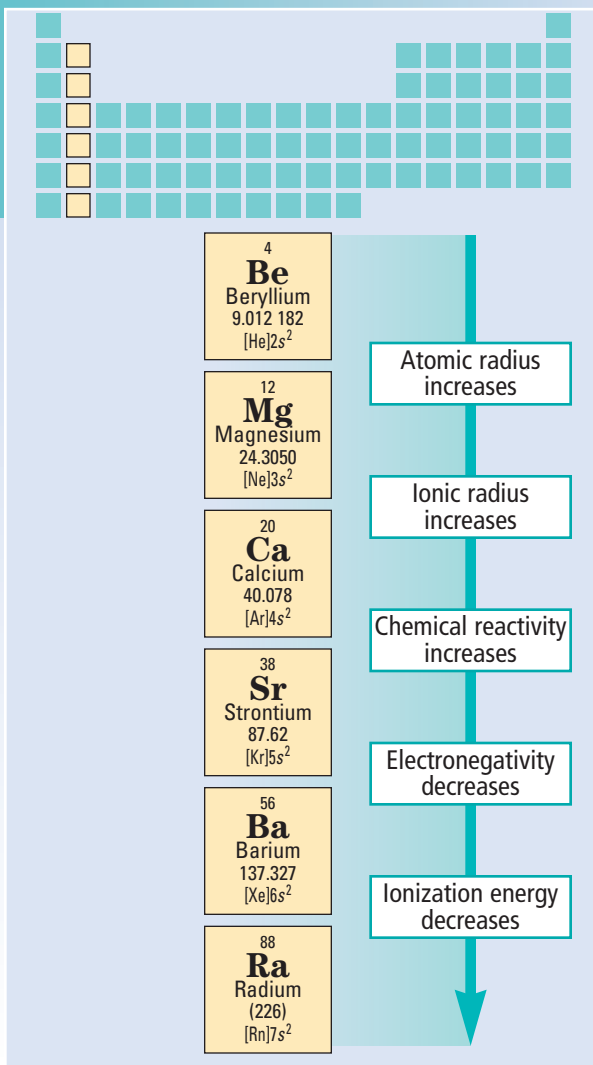 4
Be
Beryllium
9.012 182
[He]2s²
12
Mg
Magnesium
24.3050
[Ne]3s²
20
Ca
Calcium
40.078
[Ar]4s²
38
Sr
Strontium
87.62
[Kr]5s²
56
Ba
Barium
137.327
[Xe]6s²
88
Ra
Radium
(226)
[Rn]7s²
Atomic radius
increases
Ionic radius
increases
Chemical reactivity
increases
Electronegativity
decreases
Ionization energy
decreases